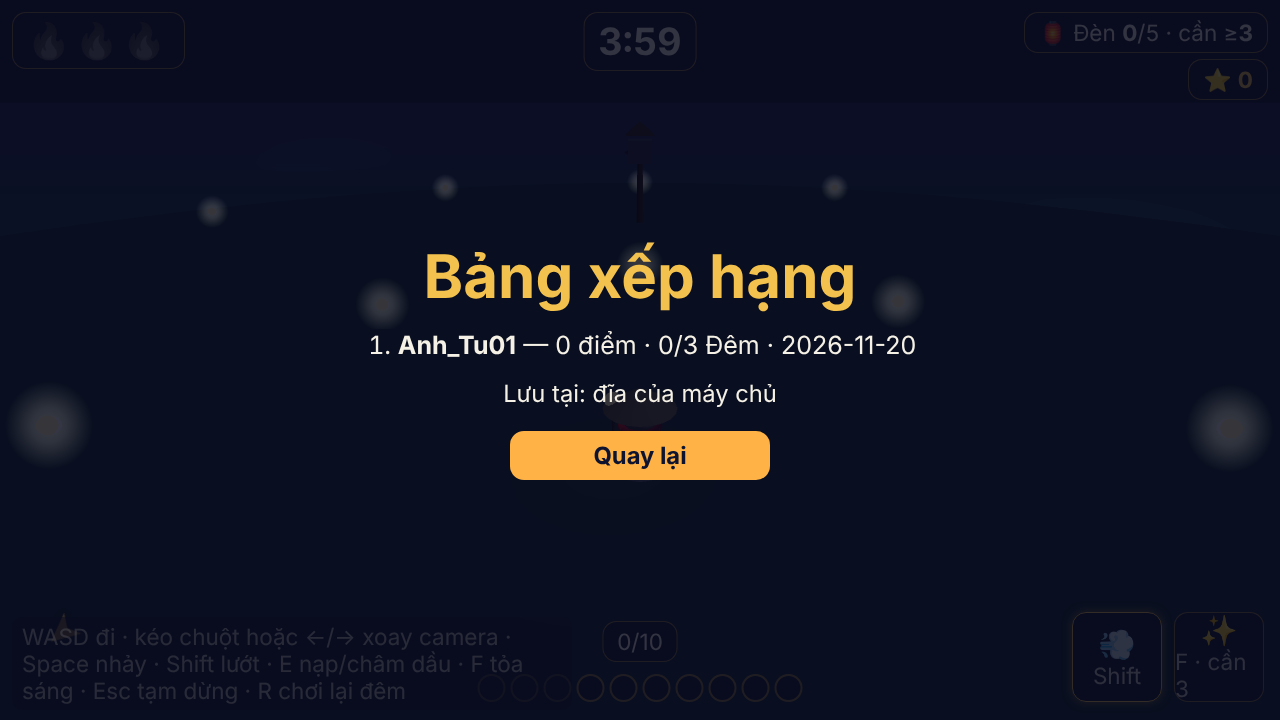 3:59
Đèn 0/5 · cần ≥3
0
Bảng xếp hạng
1. Anh_Tu01 — 0 điểm · 0/3 Đêm · 2026-11-20
Lưu tại: đĩa của máy chủ
Quay lại
WASD đi · kéo chuột hoặc ←/→ xoay camera ·
Space nhảy · Shift lướt · E nạp/châm dầu · F tỏa
sáng · Esc tạm dừng · R chơi lại đêm
0/10
Shift
F · cần
3